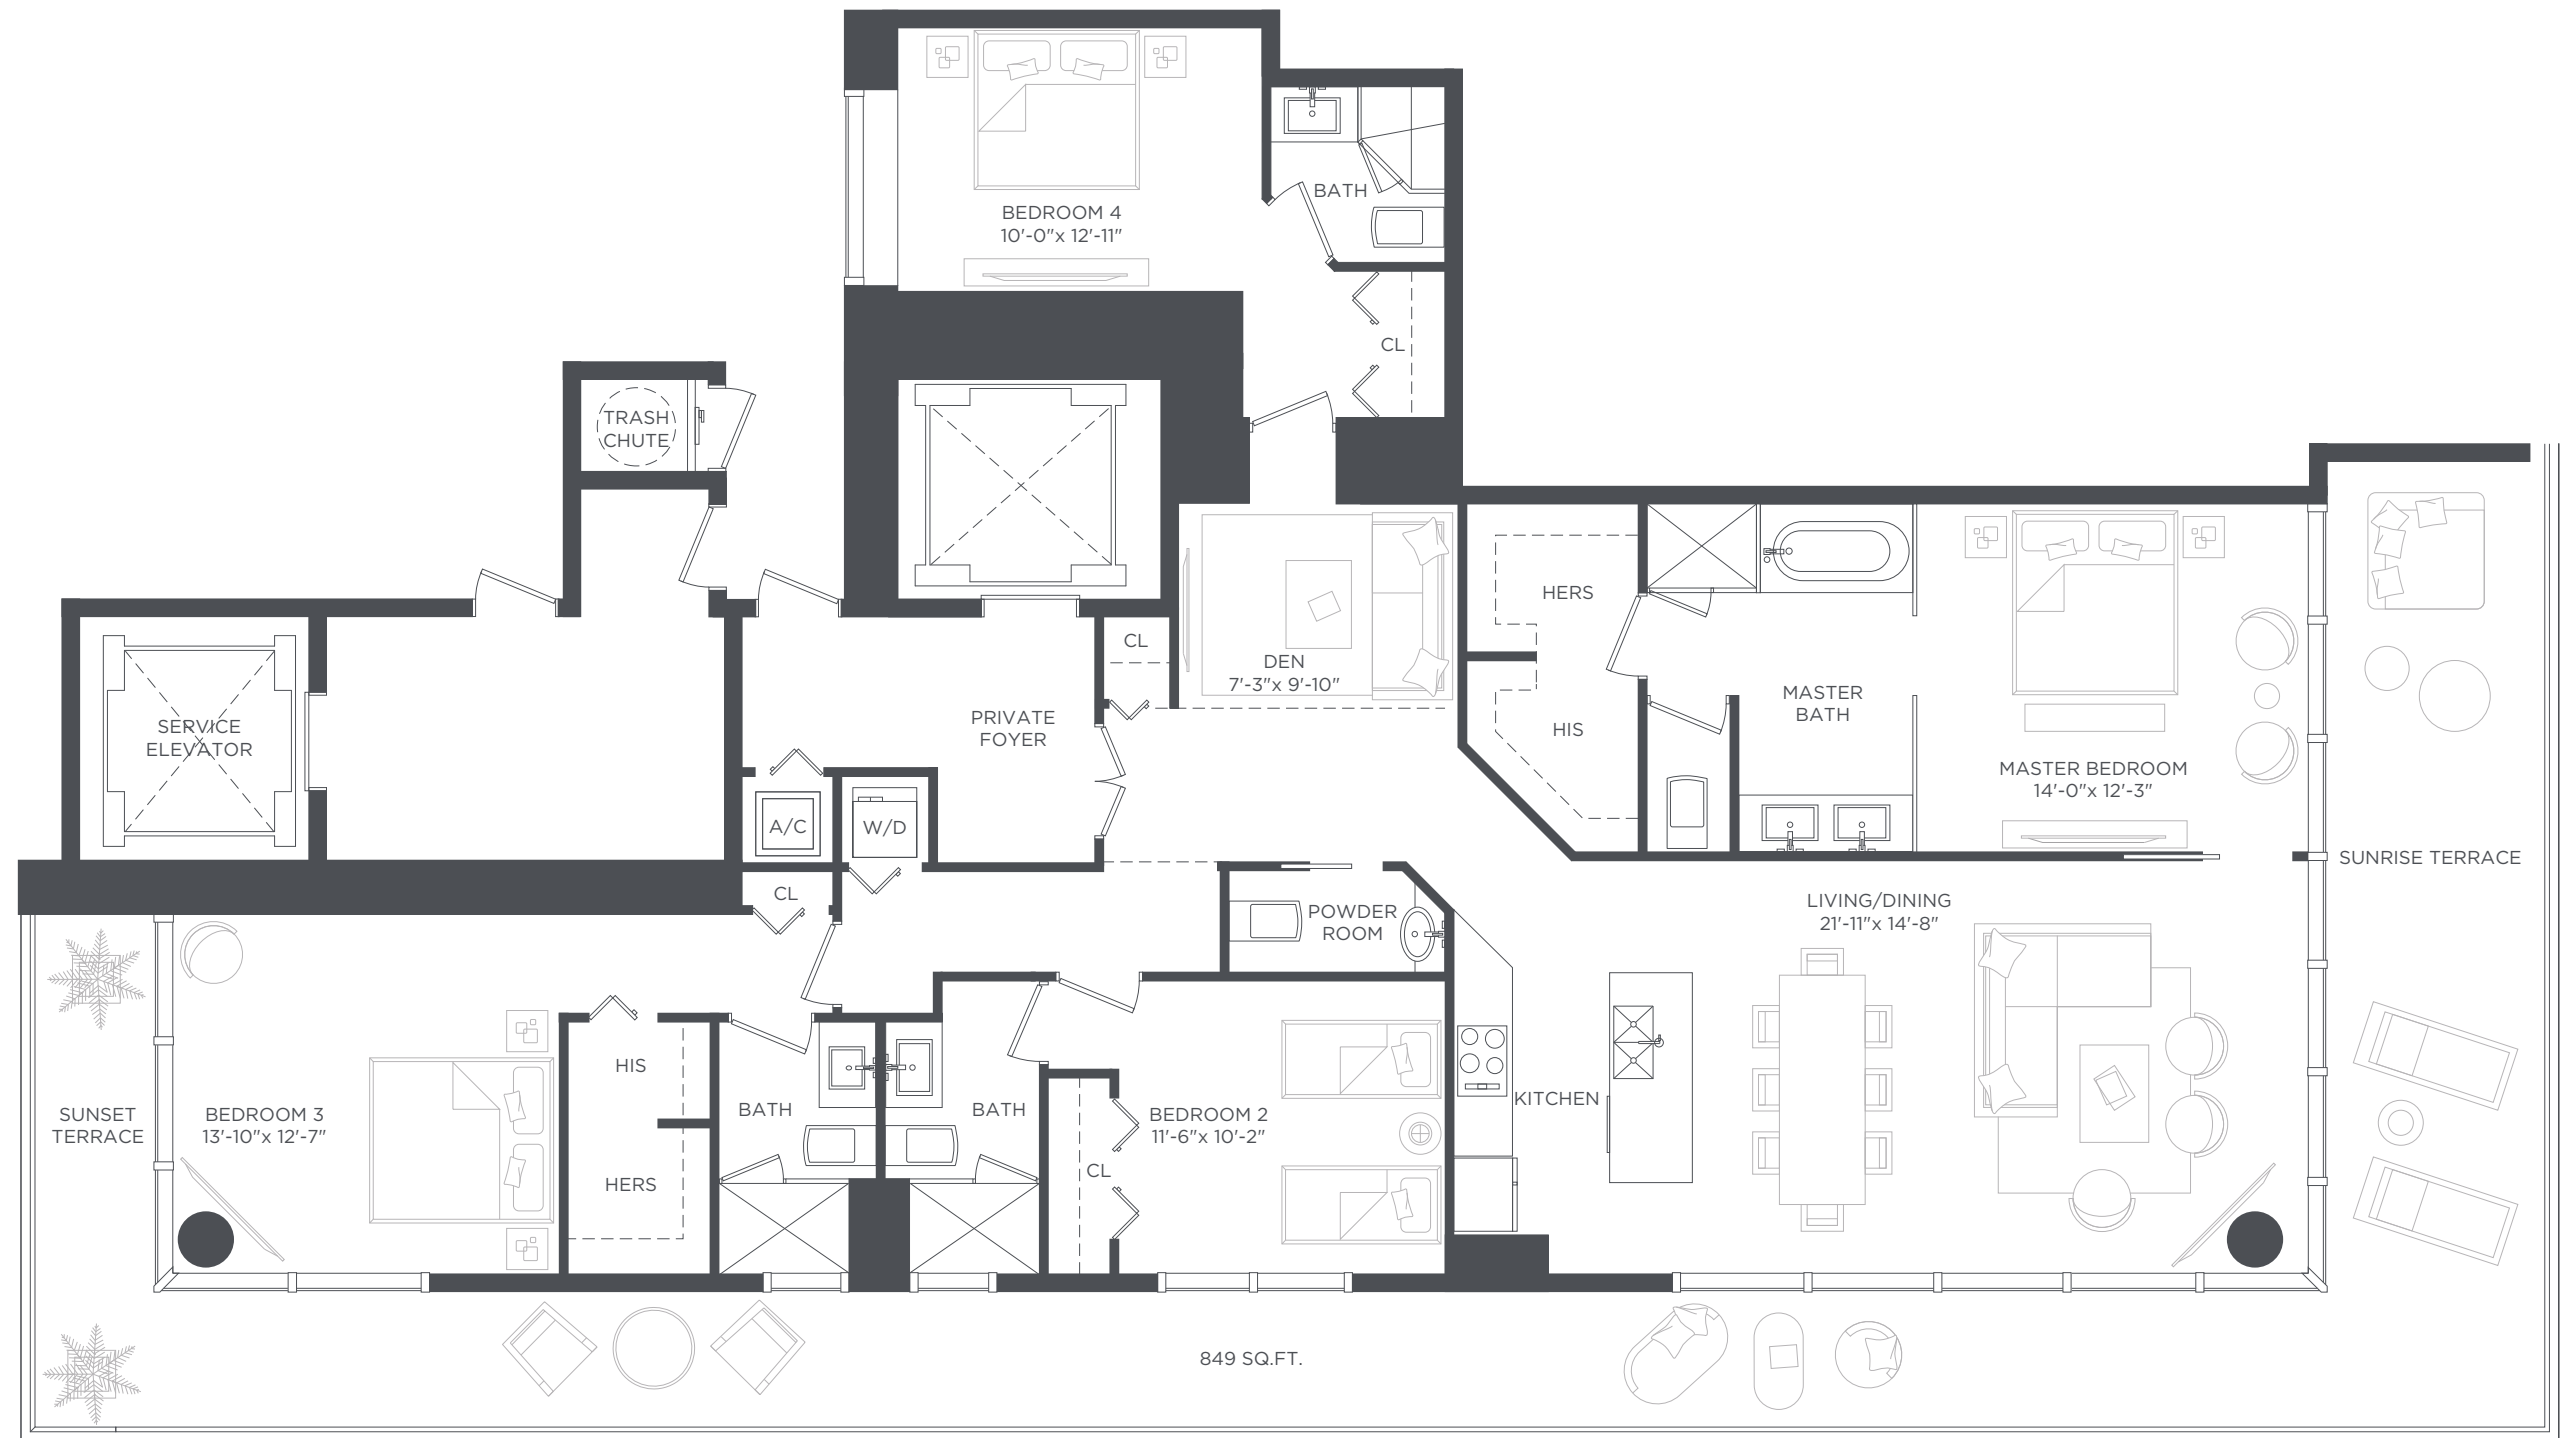 BEDROOM 4
10'-0"x 12'-11"
BATH
CL
TRASH
CHUTE
SERVICE
ELEVATOR
PRIVATE
FOYER
CL
DEN
7'-3"x 9'-10"
HERS
HIS
MASTER
BATH
MASTER BEDROOM
14'-0"x 12'-3"
SUNRISE TERRACE
A/C
W/D
CL
POWDER
ROOM
LIVING/DINING
21'-11"x 14'-8"
SUNSET
TERRACE
BEDROOM 3
13'-10"x 12'-7"
HIS
HERS
BATH
BATH
CL
BEDROOM 2
11'-6"x 10'-2"
KITCHEN
849 SQ.FT.